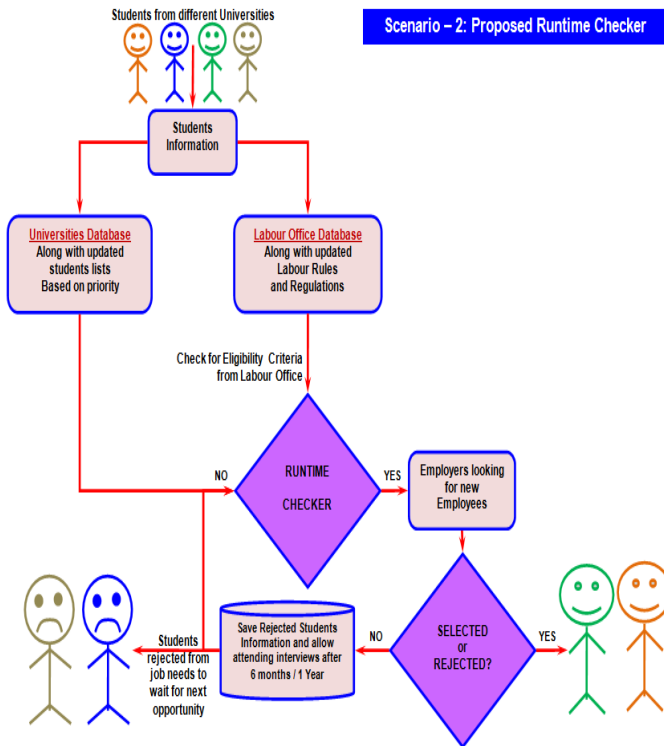 Students from different Universities
Scenario – 2: Proposed Runtime Checker
Students
Information
Universities Database
Along with updated
students lists
Based on priority
Labour Office Database
Along with updated
Labour Rules
and Regulations
Check for Eligibility Criteria
from Labour Office
NO
RUNTIME
CHECKER
YES
Employers looking
for new
Employees
Students
rejected from
job needs to
wait for next
opportunity
Save Rejected Students
Information and allow
attending interviews after
6 months / 1 Year
NO
SELECTED
or
REJECTED?
YES